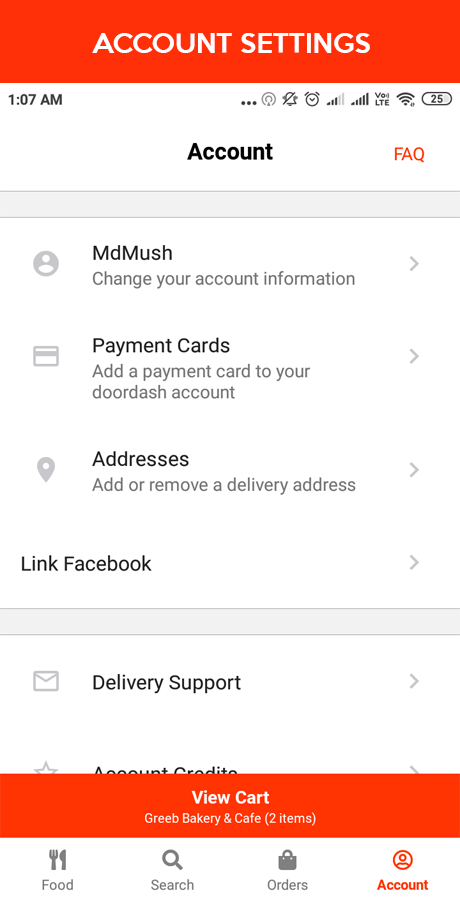 ACCOUNT SETTINGS
1:07 AM
Vo
LTE
25
Account
FAQ
MdMush
Change your account information
Payment Cards
Add a payment card to your
doordash account
Addresses
Add or remove a delivery address
Link Facebook
Delivery Support
Account Credits
View Cart
Greeb Bakery & Cafe (2 items)
Food
Search
Orders
Account